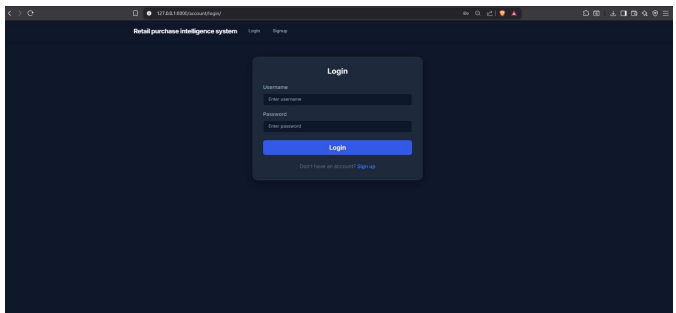 127.0.0.1:8000/account/login/
Retail purchase intelligence system Login Signup
Login
Username
Enter username
Password
Enter password
Login
Don't have an account? Sign up